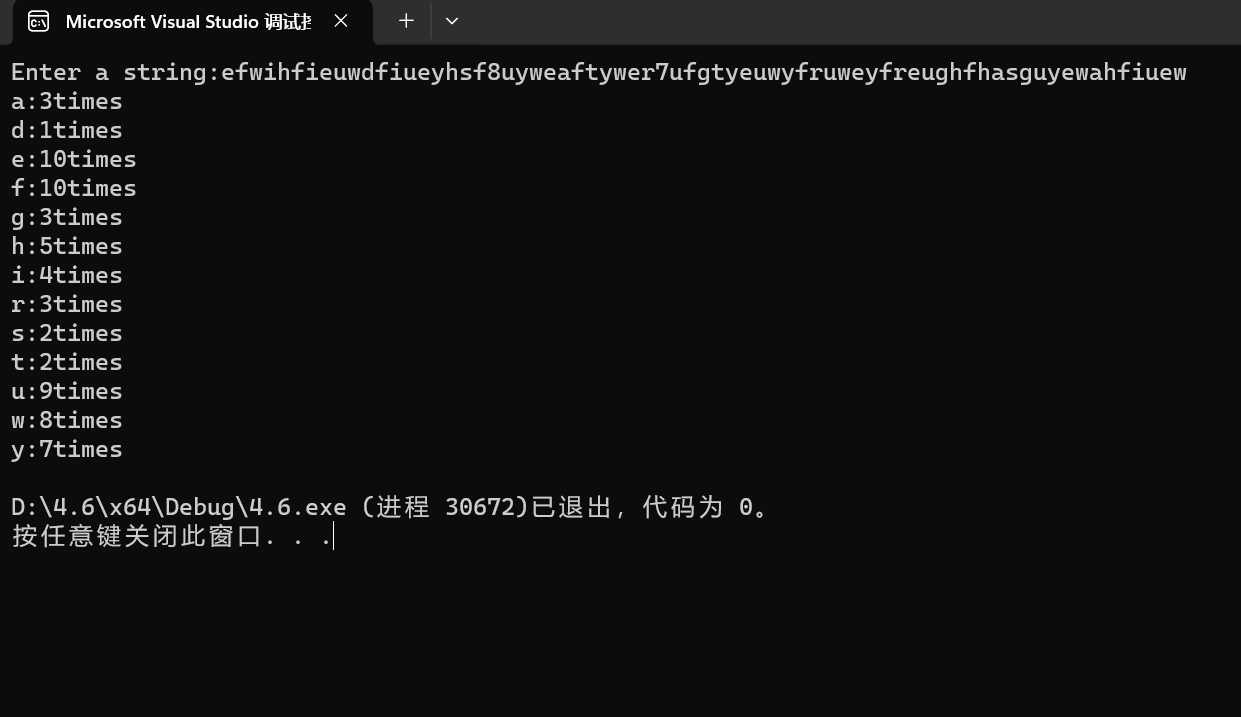 Microsoft Visual Studio 调试
Enter a string:efwihfieuwdfiueyhsf8uyweaftywer7ufgtyeuwyfruweyfreughfhasguyewahfiuew
a:3times
d:1times
e:10times
f:10times
g:3times
h:5times
i:4times
r:3times
s:2times
t:2times
u:9times
w:8times
y:7times
D:\4.6\x64\Debug\4.6.exe (进程 30672)已退出，代码为 0。
按任意键关闭此窗口. . .